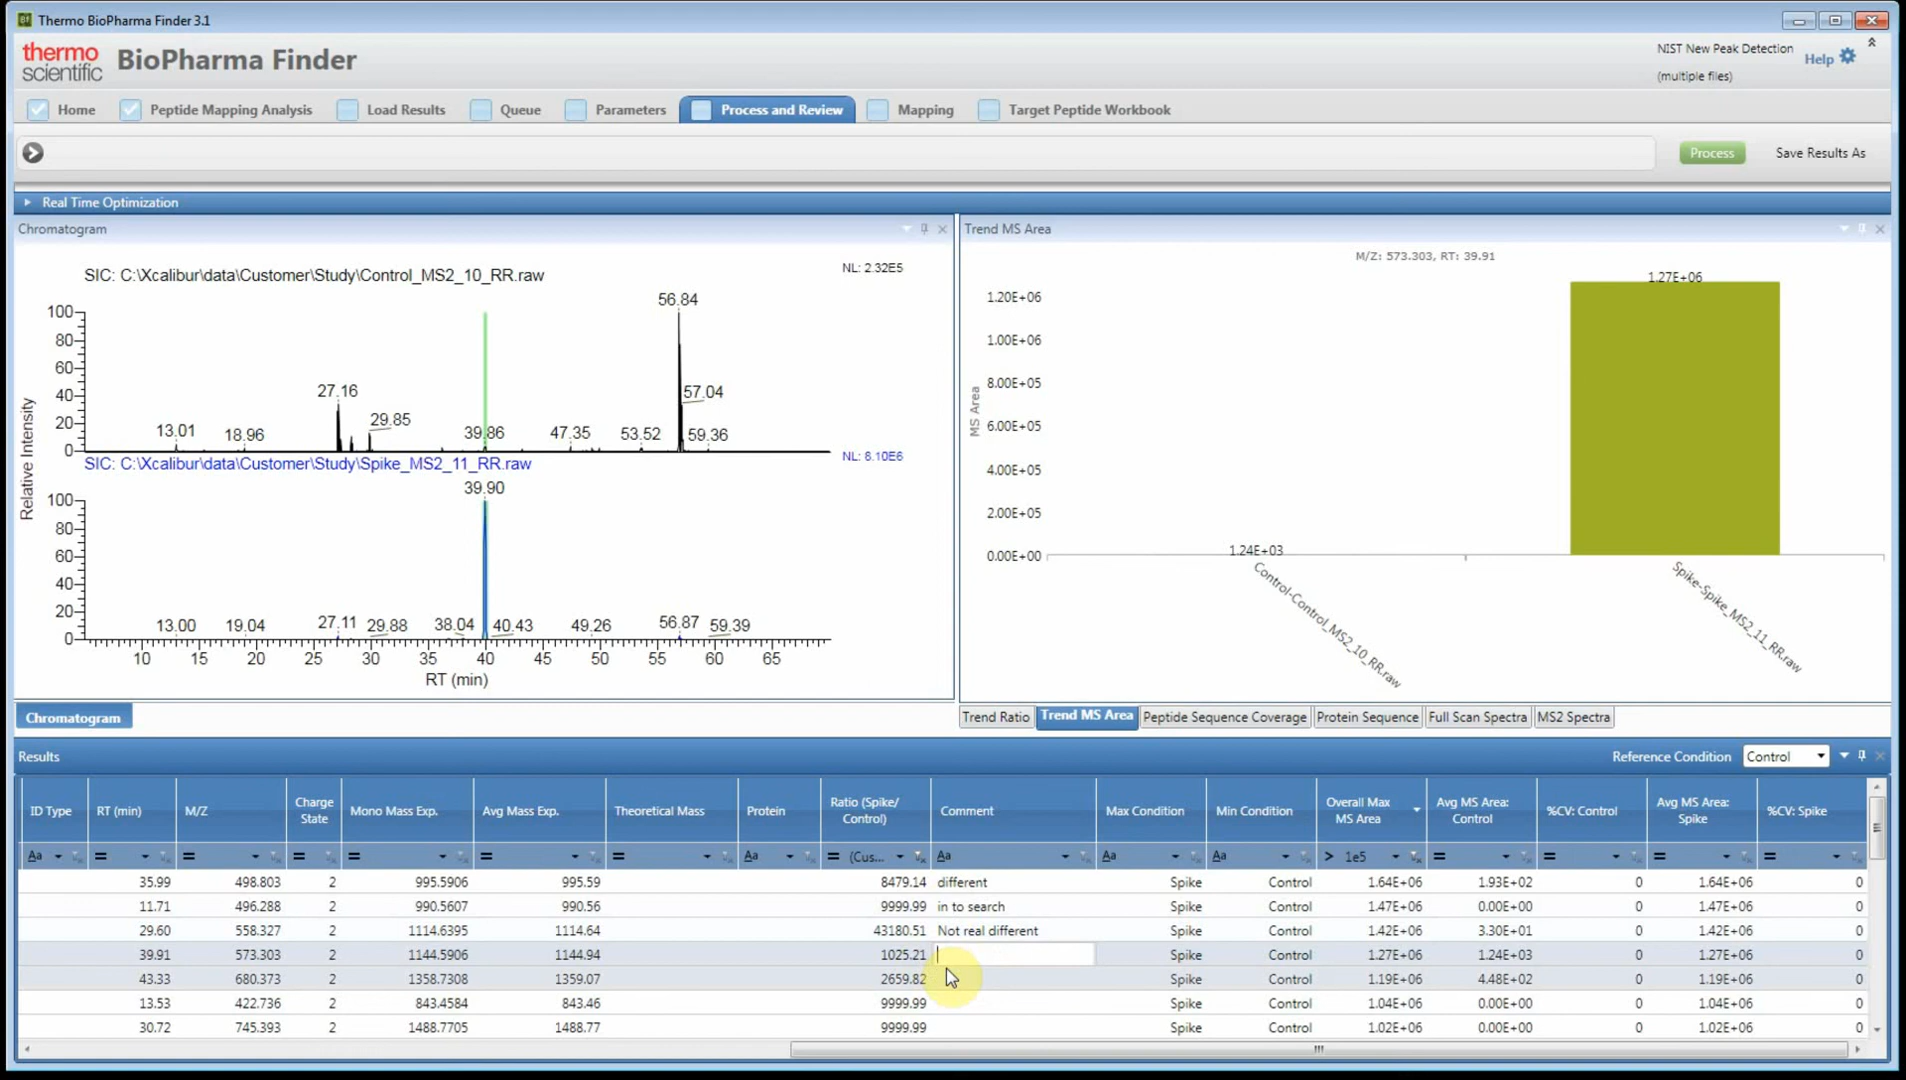 Thermo BioPharma Finder 3.1
thermo scientific
BioPharma Finder
NIST New Peak Detection
(multiple files)
Help
Home Peptide Mapping Analysis Load Results Queue Parameters Process and Review Mapping Target Peptide Workbook
Process Save Results As
Real Time Optimization
Chromatogram
SIC: C:\Xcalibur\data\Customer\Study\Control_MS2_10_RR.raw
NL: 2.32E5
Relative Intensity
100
80
60
40
20
0
13.01 18.96 27.16 29.85 39.86 47.35 53.52 56.84 57.04 59.36
SIC: C:\Xcalibur\data\Customer\Study\Spike_MS2_11_RR.raw
NL: 8.10E6
100
80
60
40
20
0
39.90
13.00 19.04 27.11 29.88 38.04 40.43 49.26 56.87 59.39
10 15 20 25 30 35 40 45 50 55 60 65
RT (min)
Chromatogram
Trend MS Area
M/Z: 573.303, RT: 39.91
1.27E+06
MS Area
1.20E+06
1.00E+06
8.00E+05
6.00E+05
4.00E+05
2.00E+05
0.00E+00
1.24E+03
Control-Control_MS2_10_RR.raw
Spike-Spike_MS2_11_RR.raw
Trend Ratio Trend MS Area Peptide Sequence Coverage Protein Sequence Full Scan Spectra MS2 Spectra
Results
Reference Condition Control
ID Type RT (min) M/Z Charge State Mono Mass Exp. Avg Mass Exp. Theoretical Mass Protein Ratio (Spike/ Control) Comment Max Condition Min Condition Overall Max MS Area Avg MS Area: Control %CV: Control Avg MS Area: Spike %CV: Spike
Aa = = = = = = Aa = (Cus... Aa Aa Aa > 1e5 = = = =
35.99 498.803 2 995.5906 995.59 8479.14 different Spike Control 1.64E+06 1.93E+02 0 1.64E+06 0
11.71 496.288 2 990.5607 990.56 9999.99 in to search Spike Control 1.47E+06 0.00E+00 0 1.47E+06 0
29.60 558.327 2 1114.6395 1114.64 43180.51 Not real different Spike Control 1.42E+06 3.30E+01 0 1.42E+06 0
39.91 573.303 2 1144.5906 1144.94 1025.21 Spike Control 1.27E+06 1.24E+03 0 1.27E+06 0
43.33 680.373 2 1358.7308 1359.07 2659.82 Spike Control 1.19E+06 4.48E+02 0 1.19E+06 0
13.53 422.736 2 843.4584 843.46 9999.99 Spike Control 1.04E+06 0.00E+00 0 1.04E+06 0
30.72 745.393 2 1488.7705 1488.77 9999.99 Spike Control 1.02E+06 0.00E+00 0 1.02E+06 0